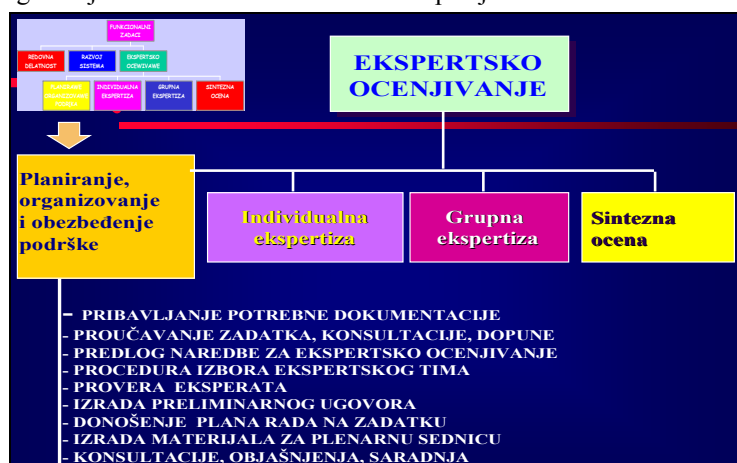 FUNKCIONALNI
ZADACI
REDOVNA
DELATNOST
RAZVOJ
SISTEMA
EKSPERTSKO
OCEWIVAWE
INDIVIDUALNA
EKSPERTIZA
GRUPNA
EKSPERTIZA
SINTEZNA
OCENA
EKSPERTSKO
OCENJIVANJE
Planiranje,
organizovanje
i obezbeđenje
podrške
Individualna
ekspertiza
Grupna
ekspertiza
Sintezna
ocena
- PRIBAVLJANJE POTREBNE DOKUMENTACIJE
- PROUČAVANJE ZADATKA, KONSULTACIJE, DOPUNE
- PREDLOG NAREDBE ZA EKSPERTSKO OCENJIVANJE
- PROCEDURA IZBORA EKSPERTSKOG TIMA
- PROVERA EKSPERATA
- IZRADA PRELIMINARNOG UGOVORA
- DONOŠENJE PLANA RADA NA ZADATKU
- IZRADA MATERIJALA ZA PLENARNU SEDNICU
- KONSULTACIJE, OBJAŠNJENJA, SARADNJA